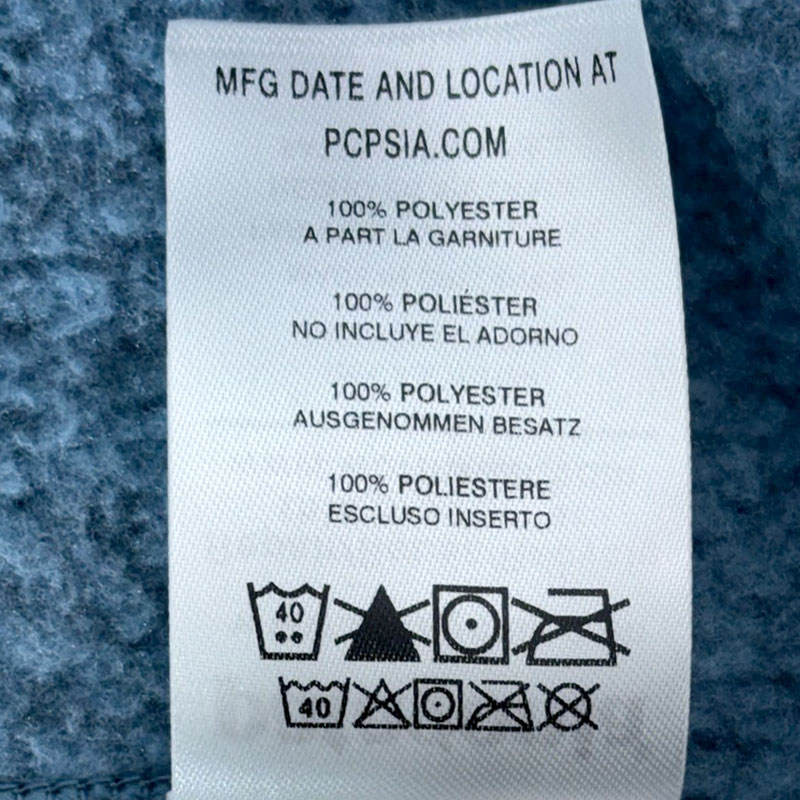 MFG DATE AND LOCATION AT
PCPSIA.COM
100% POLYESTER
A PART LA GARNITURE
100% POLIÉSTER
NO INCLUYE EL ADORNO
100% POLYESTER
AUSGENOMMEN BESATZ
100% POLIESTERE
ESCLUSO INSERTO
40
40